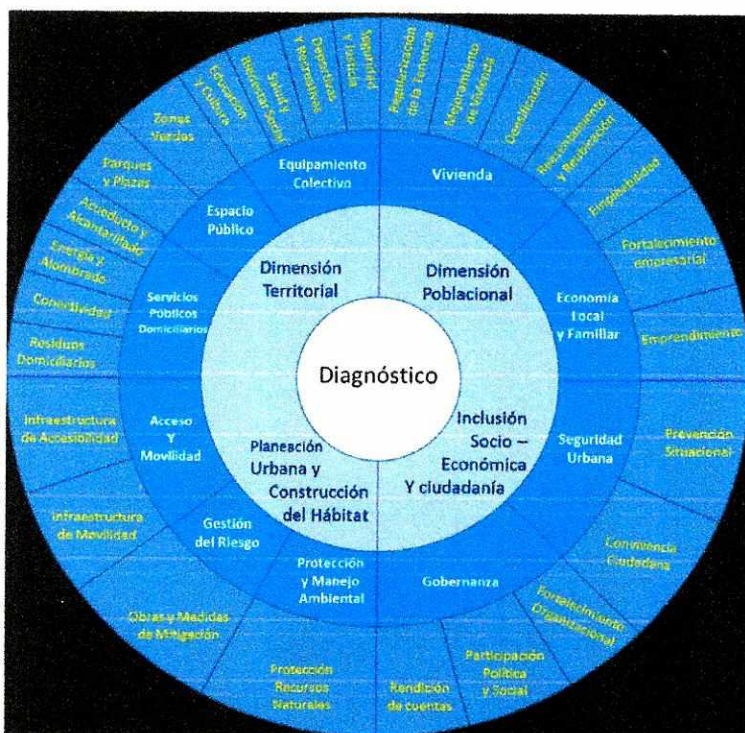 Diagnóstico
Dimensión
Territorial
Dimensión
Poblacional
Inclusión
Socio –
Económica
Y ciudadanía
Planeación
Urbana y
Construcción
del Hábitat
Equipamiento
Colectivo
Vivienda
Economía
Local
y Familiar
Seguridad
Urbana
Gobernanza
Protección
y Manejo
Ambiental
Gestión
del Riesgo
Acceso
Y
Movilidad
Servicios
Públicos
Domiciliarios
Espacio
Público
Seguridad
Y Justicia
Regularización
de la Tenencia
Mejoramiento
de Vivienda
Densificación
Reasentamiento
y Reubicación
Empleabilidad
Fortalecimiento
empresarial
Emprendimiento
Prevención
Situacional
Convivencia
Ciudadana
Fortalecimiento
Organizacional
Participación
Política
y Social
Rendición
de cuentas
Protección
Recursos
Naturales
Obras y Medidas
de Mitigación
Infraestructura
de Movilidad
Infraestructura
de Accesibilidad
Residuos
Domiciliarios
Conectividad
Energía y
Alombrado
Acueducto y
Alcantarillado
Parques
y Plazas
Zonas
Verdes
Educación
y Cultura
Salud y
Bienestar Social
Deportivos
Y Recreativos